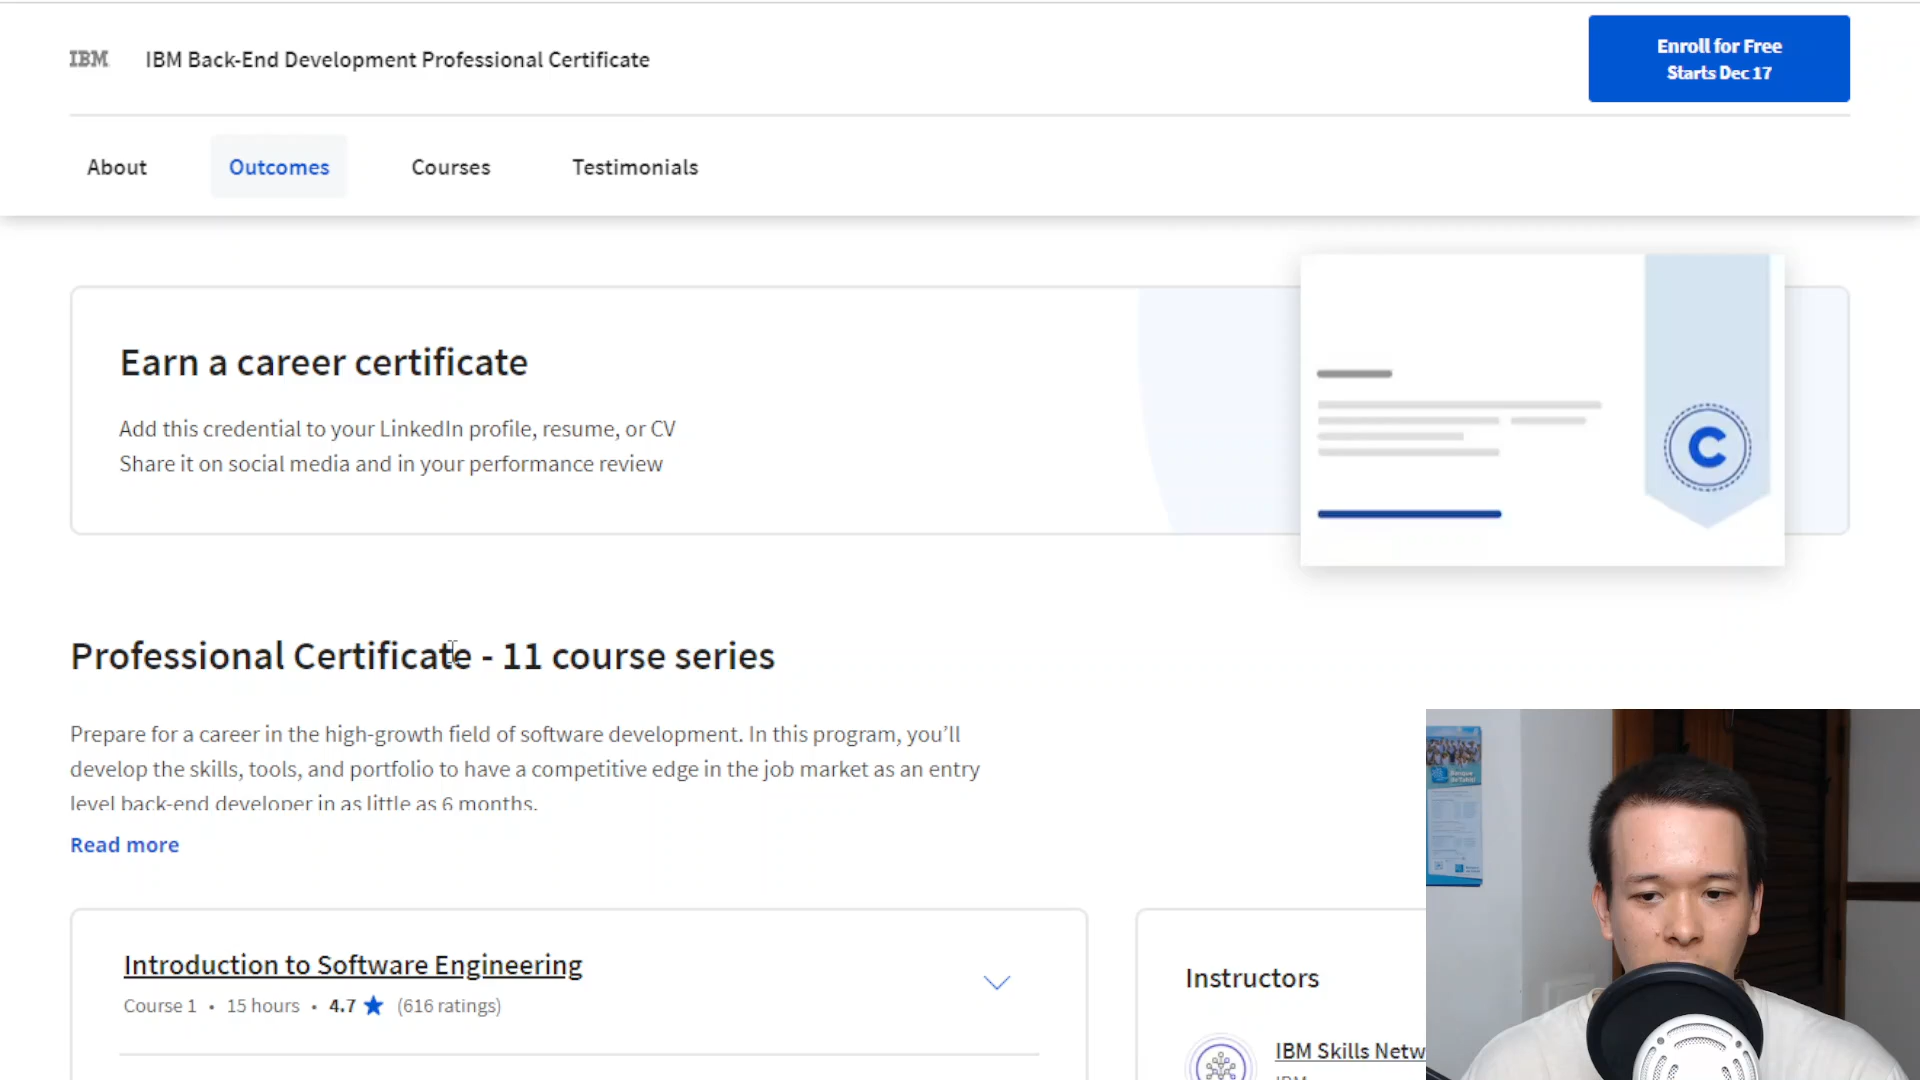 IBM
IBM Back-End Development Professional Certificate
Enroll for Free
Starts Dec 17
About
Outcomes
Courses
Testimonials
Earn a career certificate
Add this credential to your LinkedIn profile, resume, or CV
Share it on social media and in your performance review
C
Professional Certificate - 11 course series
Prepare for a career in the high-growth field of software development. In this program, you’ll
develop the skills, tools, and portfolio to have a competitive edge in the job market as an entry
level back-end developer in as little as 6 months.
Read more
Introduction to Software Engineering
Course 1 • 15 hours • 4.7 ★ (616 ratings)
Instructors
IBM Skills Netw